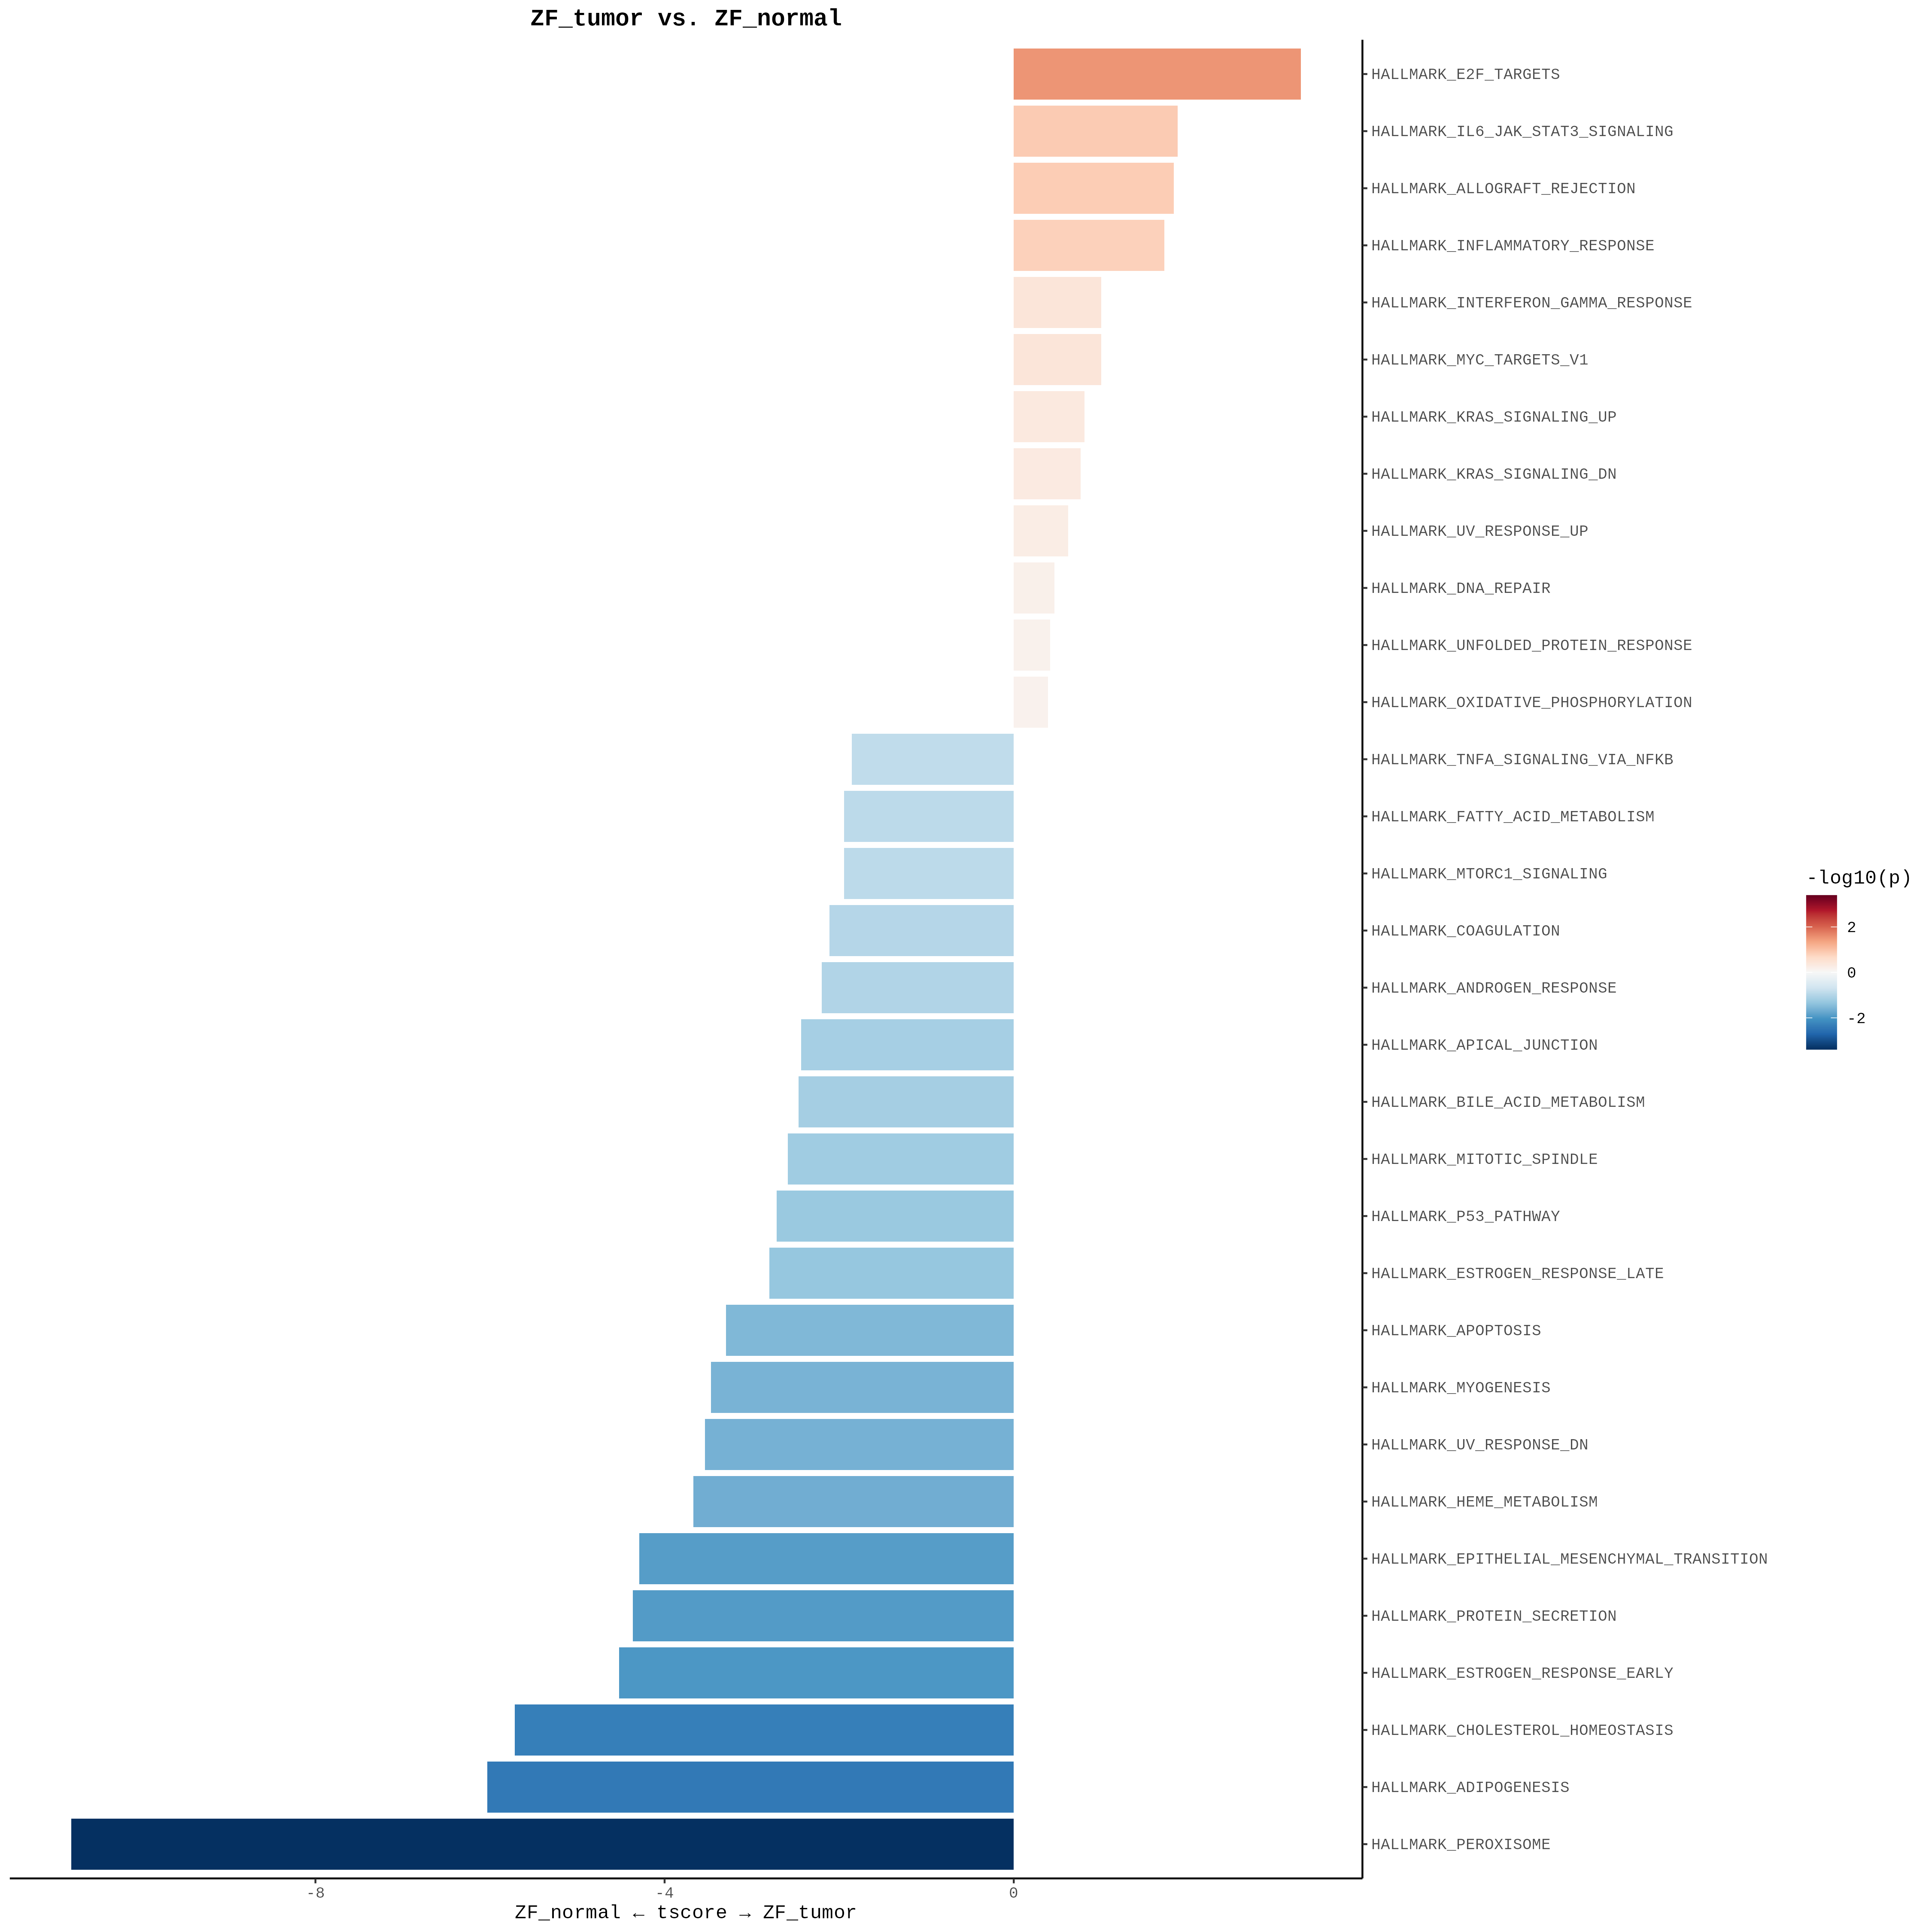 ZF_tumor vs. ZF_normal
HALLMARK_E2F_TARGETS
HALLMARK_IL6_JAK_STAT3_SIGNALING
HALLMARK_ALLOGRAFT_REJECTION
HALLMARK_INFLAMMATORY_RESPONSE
HALLMARK_INTERFERON_GAMMA_RESPONSE
HALLMARK_MYC_TARGETS_V1
HALLMARK_KRAS_SIGNALING_UP
HALLMARK_KRAS_SIGNALING_DN
HALLMARK_UV_RESPONSE_UP
HALLMARK_DNA_REPAIR
HALLMARK_UNFOLDED_PROTEIN_RESPONSE
HALLMARK_OXIDATIVE_PHOSPHORYLATION
HALLMARK_TNFA_SIGNALING_VIA_NFKB
HALLMARK_FATTY_ACID_METABOLISM
HALLMARK_MTORC1_SIGNALING
HALLMARK_COAGULATION
HALLMARK_ANDROGEN_RESPONSE
HALLMARK_APICAL_JUNCTION
HALLMARK_BILE_ACID_METABOLISM
HALLMARK_MITOTIC_SPINDLE
HALLMARK_P53_PATHWAY
HALLMARK_ESTROGEN_RESPONSE_LATE
HALLMARK_APOPTOSIS
HALLMARK_MYOGENESIS
HALLMARK_UV_RESPONSE_DN
HALLMARK_HEME_METABOLISM
HALLMARK_EPITHELIAL_MESENCHYMAL_TRANSITION
HALLMARK_PROTEIN_SECRETION
HALLMARK_ESTROGEN_RESPONSE_EARLY
HALLMARK_CHOLESTEROL_HOMEOSTASIS
HALLMARK_ADIPOGENESIS
HALLMARK_PEROXISOME
-log10(p)
2
0
-2
-8 -4 0
ZF_normal ← tscore → ZF_tumor